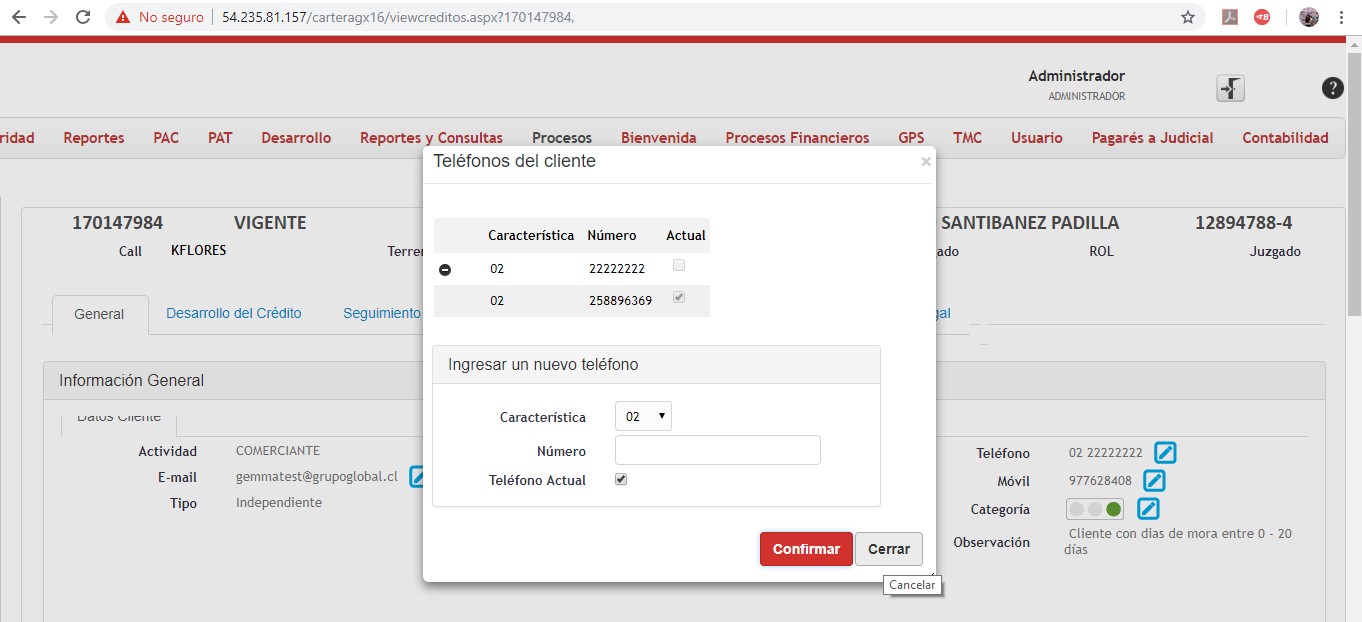 No seguro
54.235.81.157/carteragx16/viewcreditos.aspx?170147984,
Administrador
ADMINISTRADOR
ridad Reportes PAC PAT Desarrollo Reportes y Consultas Procesos Bienvenida Procesos Financieros GPS TMC Usuario Pagarés a Judicial Contabilidad
Teléfonos del cliente ×
170147984 VIGENTE SANTIBANEZ PADILLA 12894788-4
Call KFLORES Terre ado ROL Juzgado
Característica Número Actual
02 22222222
02 258896369
General Desarrollo del Crédito Seguimiento gal
Ingresar un nuevo teléfono
Información General
Datos Cliente
Característica 02
Número
Teléfono Actual
Actividad COMERCIANTE
E-mail gemmatest@grupoglobal.cl
Tipo Independiente
Teléfono 02 22222222
Móvil 977628408
Categoría
Observación Cliente con dias de mora entre 0 - 20
días
Confirmar Cerrar
Cancelar